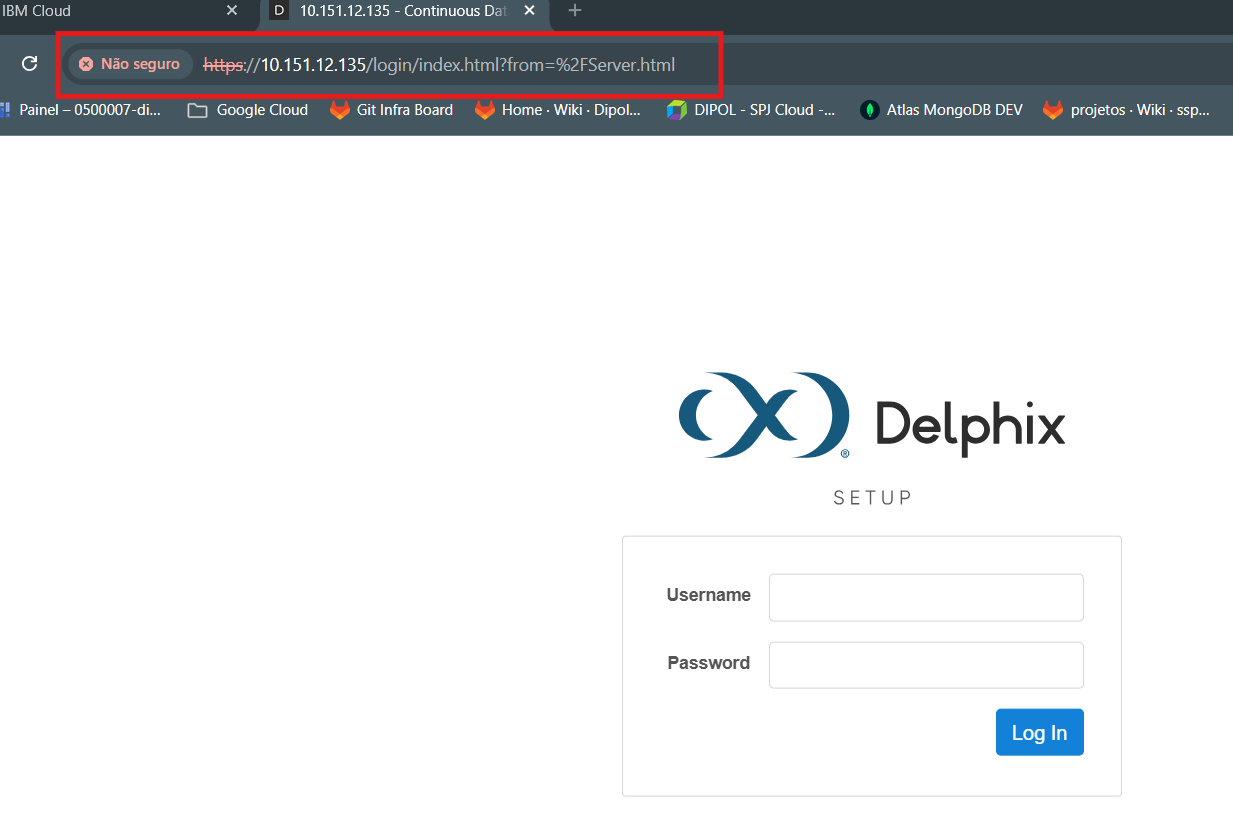 IBM Cloud
D 10.151.12.135 - Continuous Dat
Não seguro https://10.151.12.135/login/index.html?from=%2FServer.html
Painel – 0500007-di... Google Cloud Git Infra Board Home · Wiki · Dipol... DIPOL - SPJ Cloud -... Atlas MongoDB DEV projetos · Wiki · ssp...
Delphix
®
SETUP
Username
Password
Log In